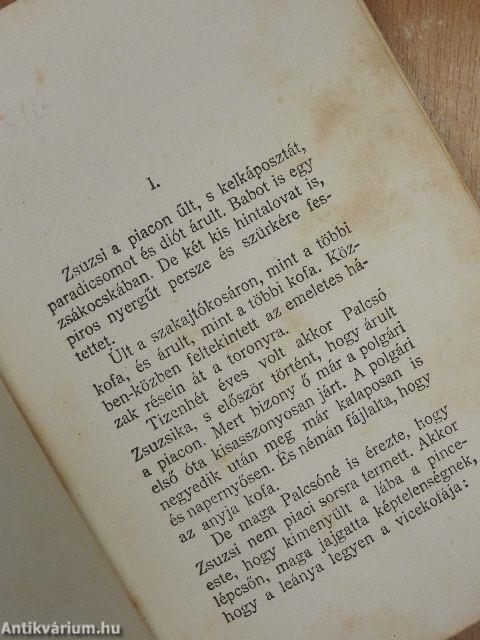 I.
Zsuzsi a piacon ült, s kelkáposztát,
paradicsomot és diót árult. Babot is egy
zsákocskában. De két kis hintalovat is,
piros nyergűt persze és szürkére fes-
tettet.
Ült a szakajtókosáron, mint a többi
kofa, és árult, mint a többi kofa. Köz-
ben-közben feltekintett az emeletes há-
zak résein át a toronyra.
Tizenhét éves volt akkor Palcsó
Zsuzsika, s először történt, hogy árult
a piacon. Mert bizony ő már a polgári
első óta kisasszonyosan járt. A polgári
negyedik után meg már kalaposan is
és napernyősen. És némán fájlalta, hogy
az anyja kofa.
De maga Palcsóné is érezte, hogy
Zsuzsi nem piaci sorsra termett. Akkor
este, hogy kimenyült a lába a pince-
lépcsőn, maga jajgatta képtelenségnek,
hogy a leánya legyen a vicekofája:
Antikvárium.hu